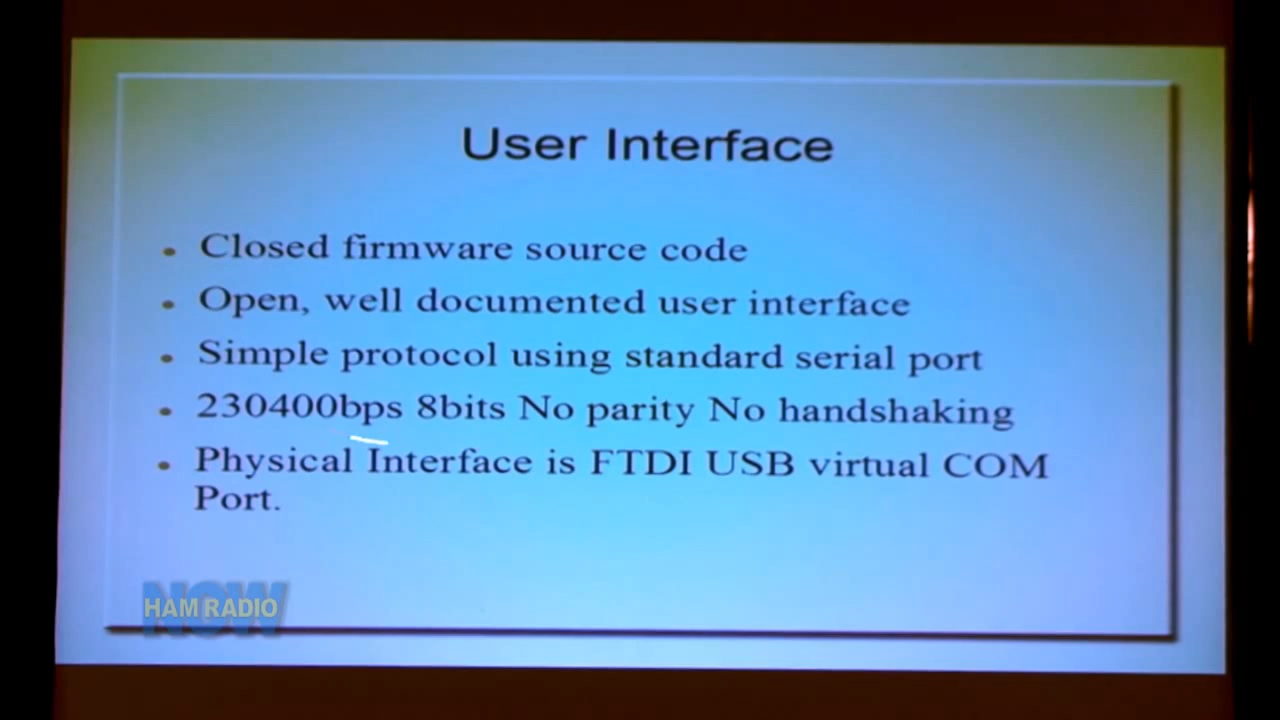 User Interface
Closed firmware source code
Open, well documented user interface
Simple protocol using standard serial port
230400bps 8bits No parity No handshaking
Physical Interface is FTDI USB virtual COM
Port.
NOW
HAM RADIO